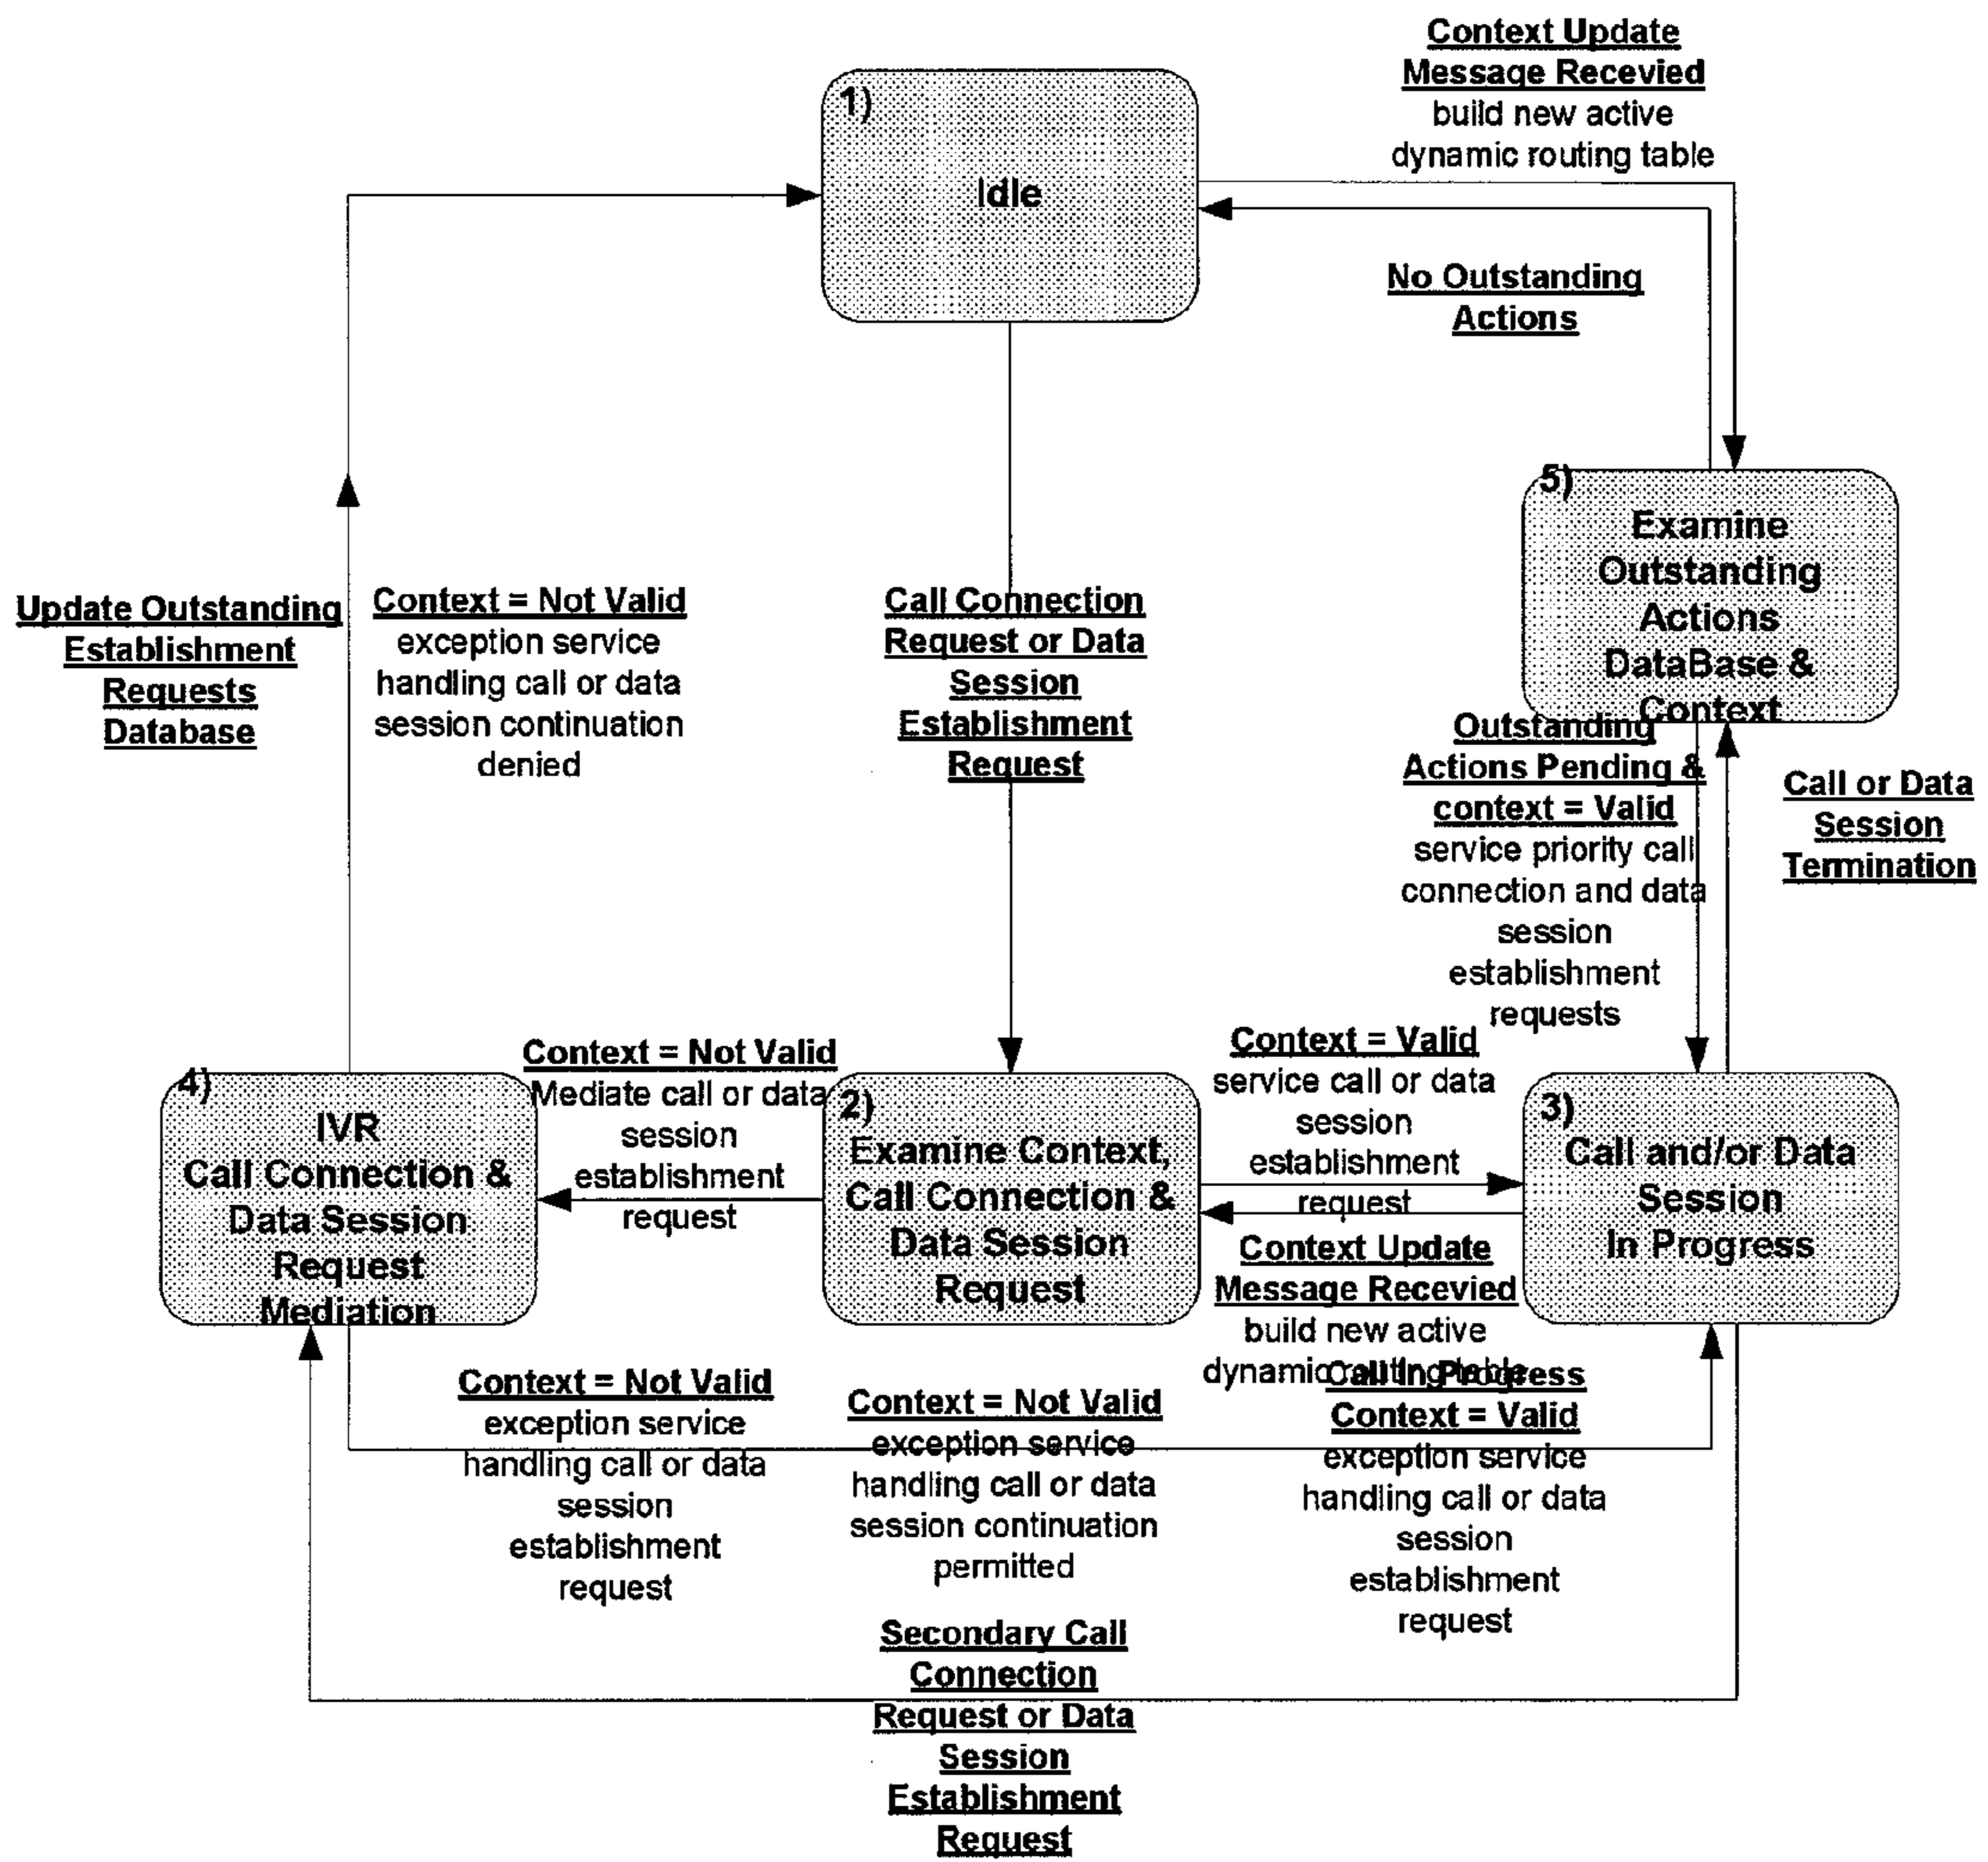 Context Update
Message Recevied
build new active
dynamic routing table
1)
Idle
No Outstanding
Actions
5)
Examine
Outstanding
Actions
DataBase &
Context
Update Outstanding
Establishment
Requests
Database
Context = Not Valid
exception service
handling call or data
session continuation
denied
Call Connection
Request or Data
Session
Establishment
Request
Outstanding
Actions Pending &
context = Valid
service priority call
connection and data
session
establishment
requests
Call or Data
Session
Termination
4)
IVR
Call Connection &
Data Session
Request
Mediation
Context = Not Valid
Mediate call or data
session
establishment
request
2)
Examine Context,
Call Connection &
Data Session
Request
Context = Valid
service call or data
session
establishment
request
3)
Call and/or Data
Session
In Progress
Context Update
Message Recevied
build new active
dynamic routing table
Context = Not Valid
exception service
handling call or data
session
establishment
request
Context = Not Valid
exception service
handling call or data
session continuation
permitted
Call In Progress
Context = Valid
exception service
handling call or data
session
establishment
request
Secondary Call
Connection
Request or Data
Session
Establishment
Request